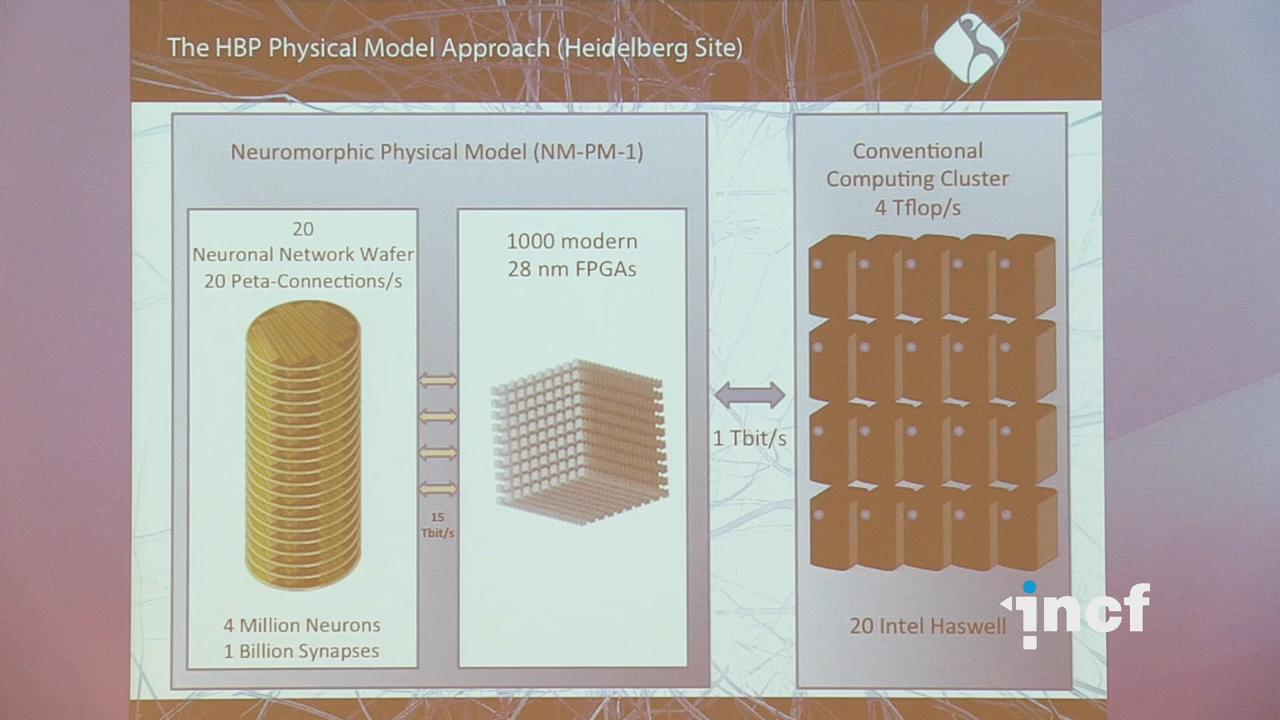 The HBP Physical Model Approach (Heidelberg Site)
Neuromorphic Physical Model (NM-PM-1)
20
Neuronal Network Wafer
20 Peta-Connections/s
4 Million Neurons
1 Billion Synapses
15
Tbit/s
1000 modern
28 nm FPGAs
1 Tbit/s
Conventional
Computing Cluster
4 Tflop/s
20 Intel Haswell
incf